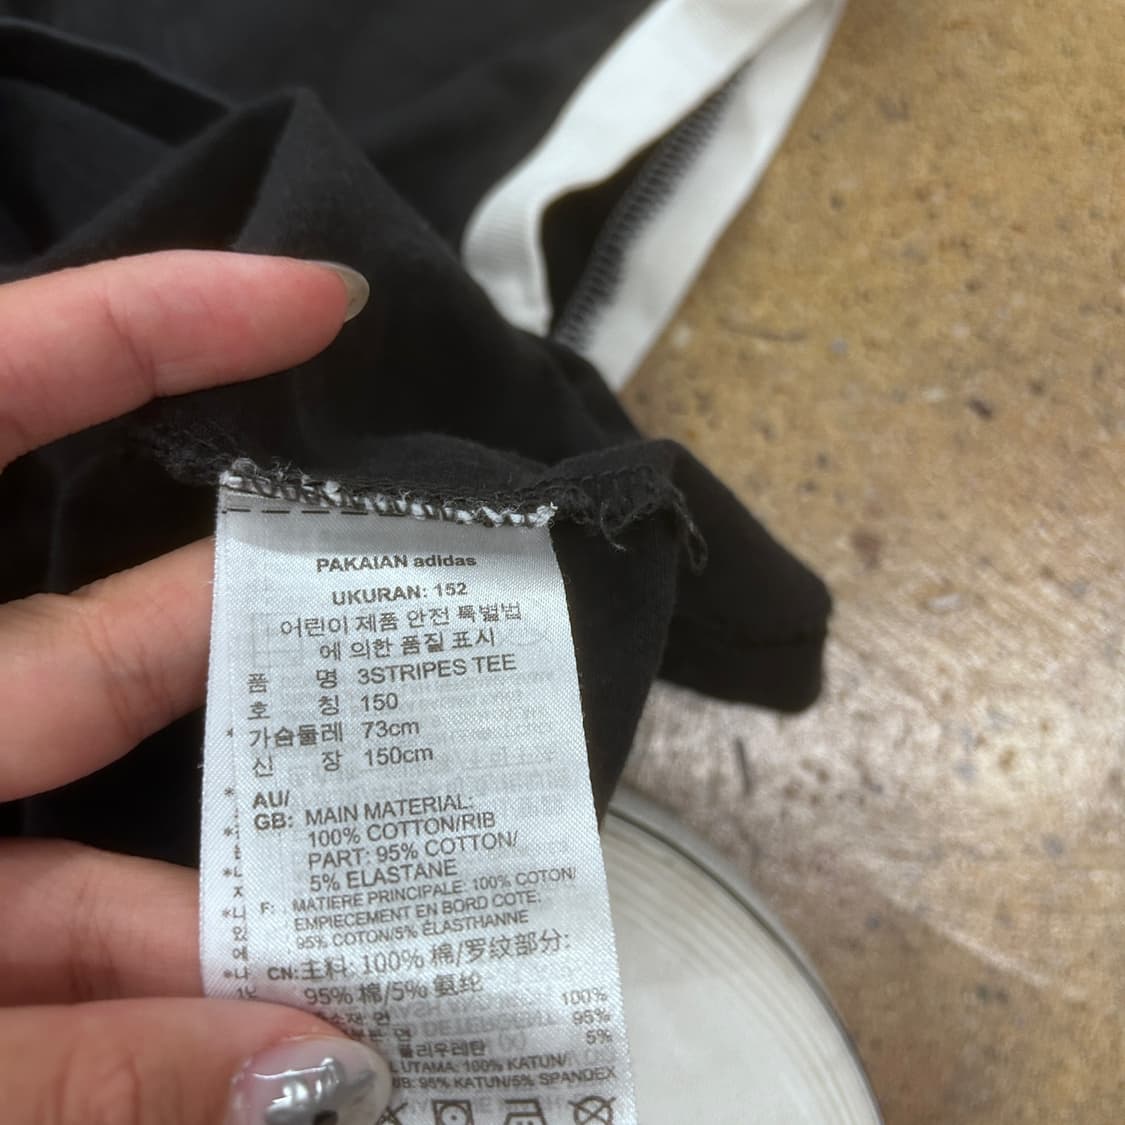 PAKAIAN adidas
UKURAN: 152
어린이 제품 안전 특별법
에 의한 품질 표시
품 명 3STRIPES TEE
호 칭 150
가슴둘레 73cm
신 장 150cm
AU/
GB: MAIN MATERIAL:
100% COTTON/RIB
PART: 95% COTTON/
5% ELASTANE
F: MATIERE PRINCIPALE: 100% COTON/
EMPIECEMENT EN BORD COTE:
95% COTON/5% ÉLASTHANNE
CN:主料: 100% 棉/罗纹部分:
95% 棉/5% 氨纶
면 100%
면 95%
폴리우레탄 5%
UTAMA: 100% KATUN/
95% KATUN/5% SPANDEX